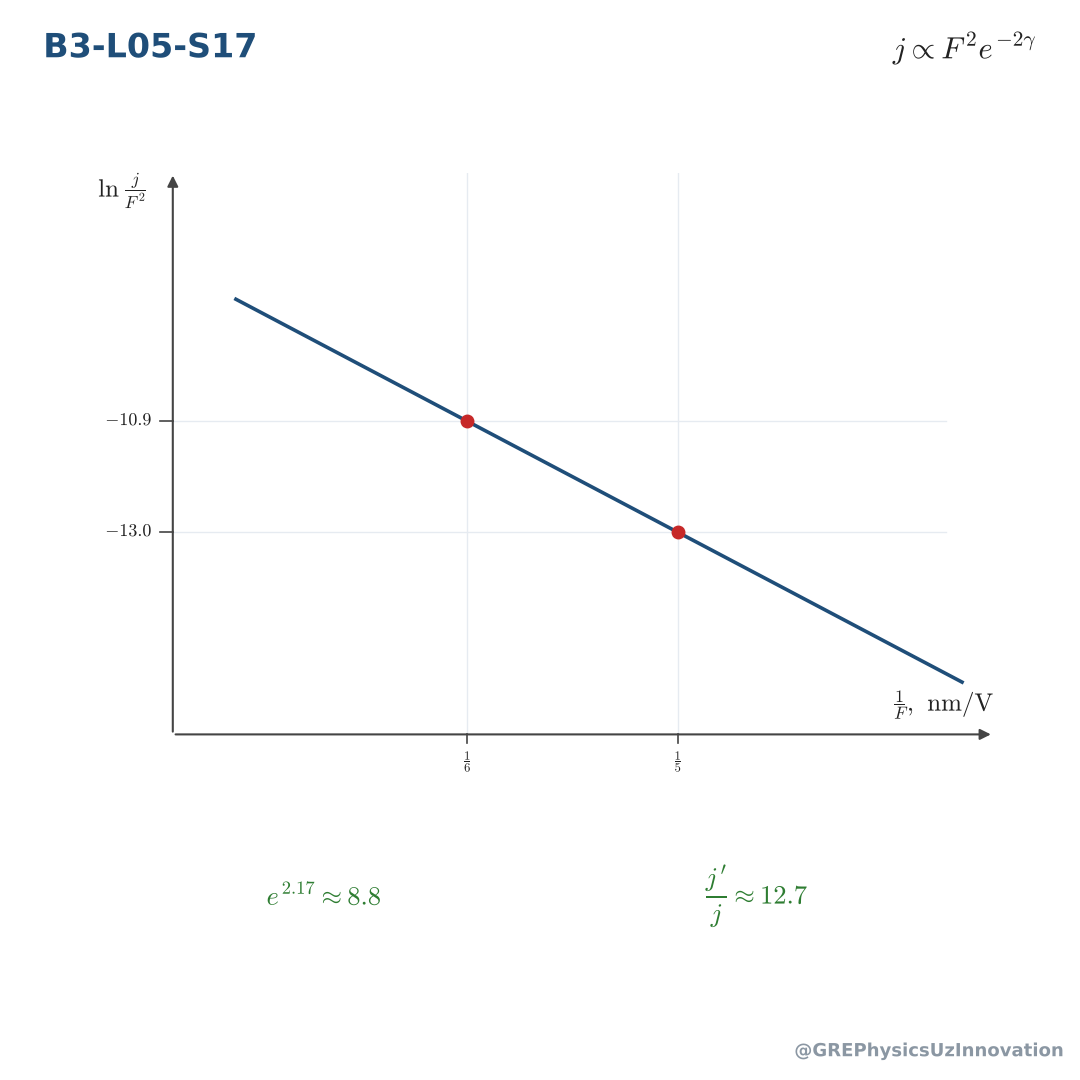 B3-L05-S17
j ∝ F²e^{−2γ}
ln j/F²
−10.9
−13.0
1/F, nm/V
1/6
1/5
e^{2.17} ≈ 8.8
j′/j ≈ 12.7
@GREPhysicsUzInnovation